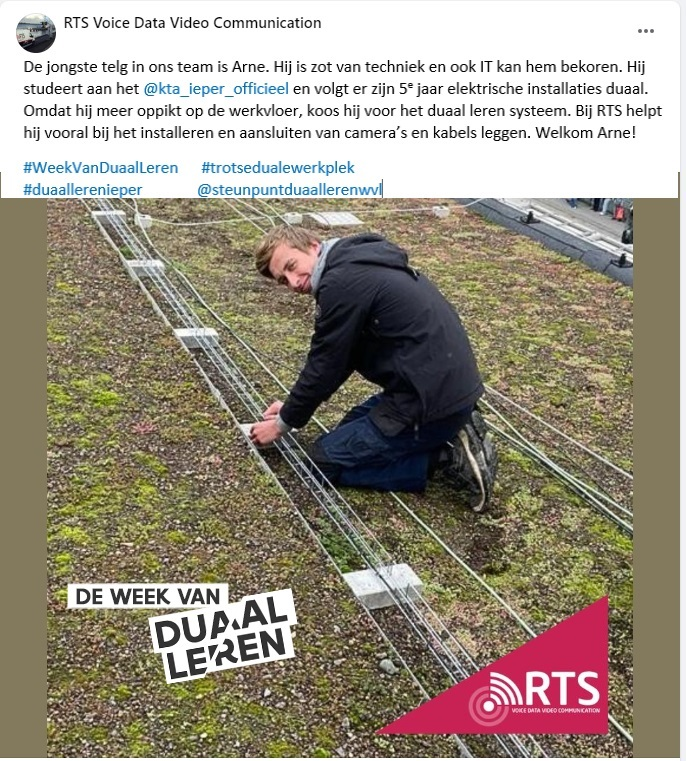 RTS Voice Data Video Communication
De jongste telg in ons team is Arne. Hij is zot van techniek en ook IT kan hem bekoren. Hij
studeert aan het @kta_ieper_officieel en volgt er zijn 5ᵉ jaar elektrische installaties duaal.
Omdat hij meer oppikt op de werkvloer, koos hij voor het duaal leren systeem. Bij RTS helpt
hij vooral bij het installeren en aansluiten van camera’s en kabels leggen. Welkom Arne!
#WeekVanDuaalLeren #trotsedualewerkplek
#duaallerenieper @steunpuntduaallerenwvl
DE WEEK VAN
DUAAL
LEREN
RTS
VOICE DATA VIDEO COMMUNICATION